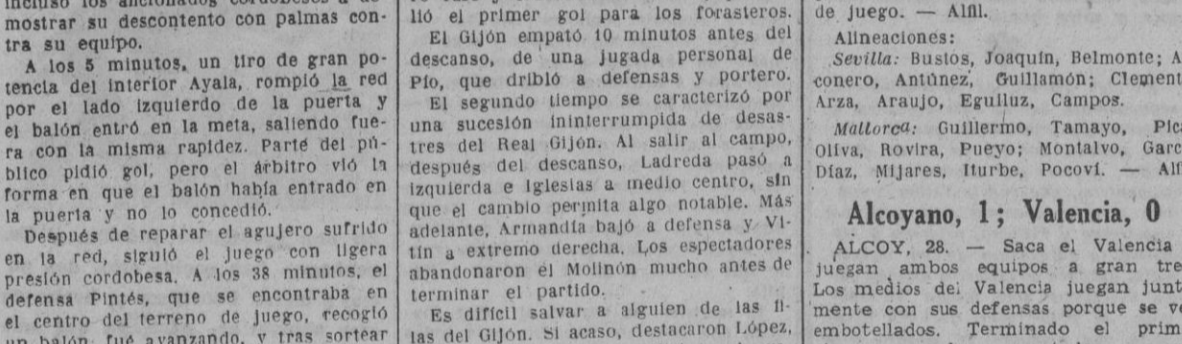 mostrar su descontento con palmas con-
tra su equipo.
A los 5 minutos, un tiro de gran po-
tencia del interior Ayala, rompió la red
por el lado izquierdo de la puerta y
el balón entró en la meta, saliendo fue-
ra con la misma rapidez. Parte del pú-
blico pidió gol, pero el árbitro vió la
forma en que el balón había entrado en
la puerta y no lo concedió.
Después de reparar el agujero sufrido
en la red, siguió el juego con ligera
presión cordobesa. A los 38 minutos, el
defensa Pintés, que se encontraba en
el centro del terreno de juego, recogió
un balón, fué avanzando, y tras sortear
lió el primer gol para los forasteros.
El Gijón empató 10 minutos antes del
descanso, de una jugada personal de
Pío, que dribló a defensas y portero.
El segundo tiempo se caracterizó por
una sucesión ininterrumpida de desas-
tres del Real Gijón. Al salir al campo,
después del descanso, Ladreda pasó a
izquierda e Iglesias a medio centro, sin
que el cambio permita algo notable. Más
adelante, Armandía bajó a defensa y Vi-
tín a extremo derecha. Los espectadores
abandonaron el Molinón mucho antes de
terminar el partido.
Es difícil salvar a alguien de las fi-
las del Gijón. Si acaso, destacaron López,
de juego. — Alfil.
Alineaciones:
Sevilla: Bustos, Joaquín, Belmonte; A
conero, Antúnez, Guillamón; Clement
Arza, Araujo, Eguiluz, Campos.
Mallorca: Guillermo, Tamayo, Pic
Oliva, Rovira, Pueyo; Montalvo, Garc
Díaz, Mijares, Iturbe, Pocoví. — Alf
Alcoyano, 1; Valencia, 0
ALCOY, 28. — Saca el Valencia
juegan ambos equipos a gran tre
Los medios del Valencia juegan junt
mente con sus defensas porque se v
embotellados. Terminado el prim